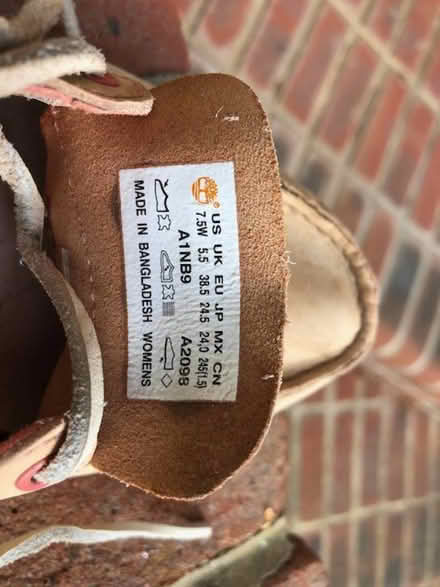 US UK EU JP MX CN
7.5W 5.5 38.5 24.5 24,0 245(1.5)
A1NB9 A2098
MADE IN BANGLADESH WOMENS